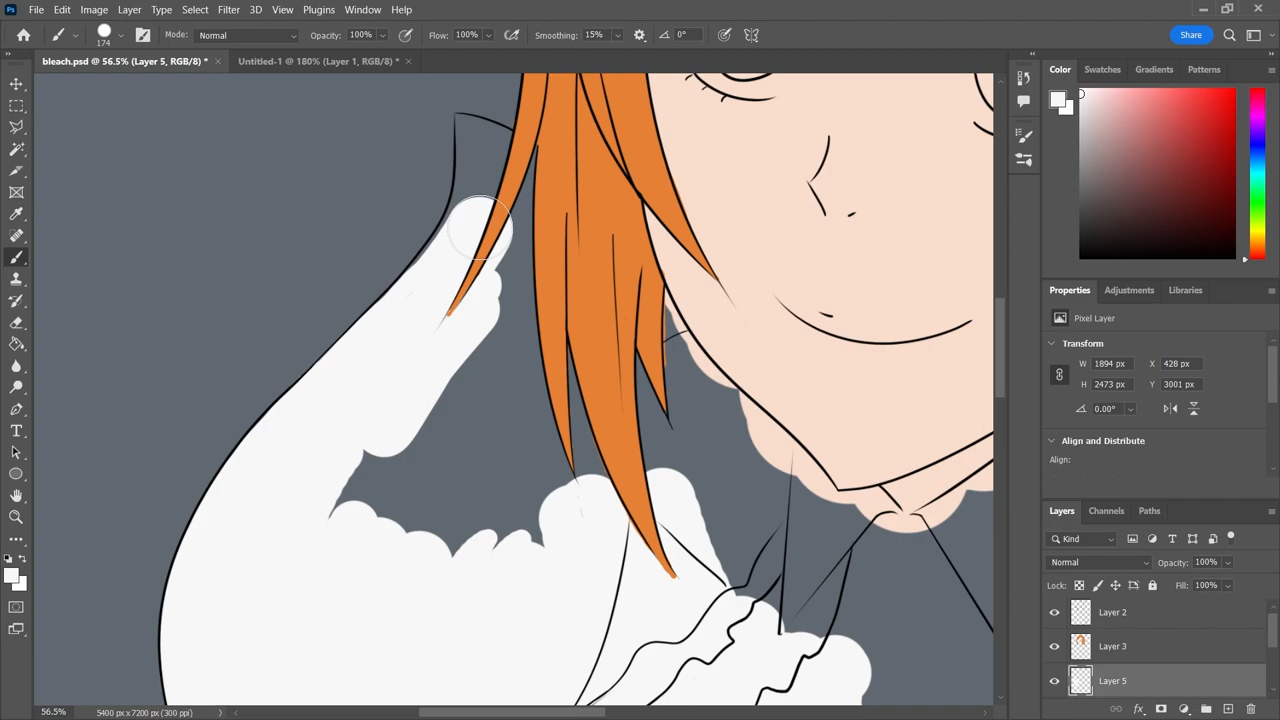 Ps File Edit Image Layer Type Select Filter 3D View Plugins Window Help
174 Mode: Normal Opacity: 100% Flow: 100% Smoothing: 15% 0° Share
bleach.psd @ 56.5% (Layer 5, RGB/8) * × Untitled-1 @ 180% (Layer 1, RGB/8) * ×
Color Swatches Gradients Patterns
Properties Adjustments Libraries
Pixel Layer
Transform
W 1894 px X 428 px
H 2473 px Y 3001 px
0.00°
Align and Distribute
Align:
Layers Channels Paths
Kind
Normal Opacity: 100%
Lock: Fill: 100%
Layer 2
Layer 3
Layer 5
56.5% 5400 px x 7200 px (300 ppi)